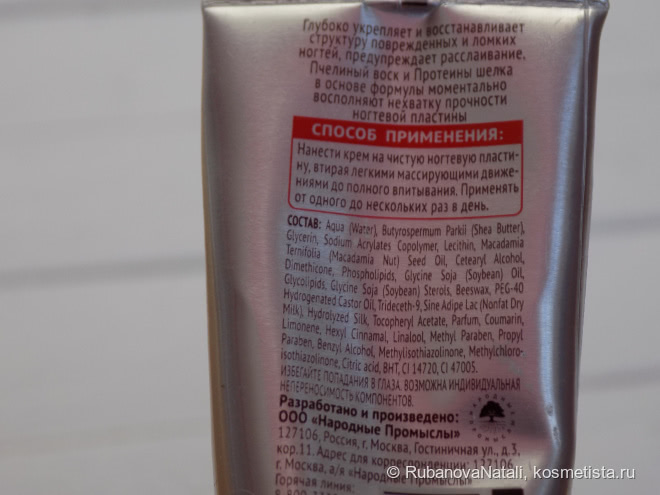 Глубоко укрепляет и восстанавливает
структуру поврежденных и ломких
ногтей, предупреждает расслаивание.
Пчелиный воск и Протеины шелка
в основе формулы моментально
восполняют нехватку прочности
ногтевой пластины
СПОСОБ ПРИМЕНЕНИЯ:
Нанести крем на чистую ногтевую пласти-
ну, втирая легкими массирующими движе-
ниями до полного впитывания. Применять
от одного до нескольких раз в день.
СОСТАВ: Aqua (Water), Butyrospermum Parkii (Shea Butter),
Glycerin, Sodium Acrylates Copolymer, Lecithin, Macadamia
Ternifolia (Macadamia Nut) Seed Oil, Cetearyl Alcohol,
Dimethicone, Phospholipids, Glycine Soja (Soybean) Oil,
Glycolipids, Glycine Soja (Soybean) Sterols, Beeswax, PEG-40
Hydrogenated Castor Oil, Trideceth-9, Sine Adipe Lac (Nonfat Dry
Milk), Hydrolyzed Silk, Tocopheryl Acetate, Parfum, Coumarin,
Limonene, Hexyl Cinnamal, Linalool, Methyl Paraben, Propyl
Paraben, Benzyl Alcohol, Methylisothiazolinone, Methylchloro-
isothiazolinone, Citric acid, BHT, CI 14720, CI 47005.
ИЗБЕГАЙТЕ ПОПАДАНИЯ В ГЛАЗА. ВОЗМОЖНА ИНДИВИДУАЛЬНАЯ
НЕПЕРЕНОСИМОСТЬ КОМПОНЕНТОВ.
Разработано и произведено:
ООО «Народные Промыслы»
127106, Россия, г. Москва, Гостиничная ул., д.3,
кор.11. Адрес для корреспонденции: 127106,
г. Москва, а/я «Народные Промыслы»
Горячая линия:
© RubanovaNatali, kosmetista.ru